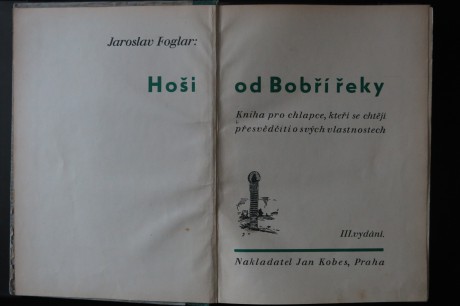 Jaroslav Foglar:
Hoši od Bobří řeky
Kniha pro chlapce, kteří se chtějí
přesvědčiti o svých vlastnostech
III. vydání.
Nakladatel Jan Kobes, Praha